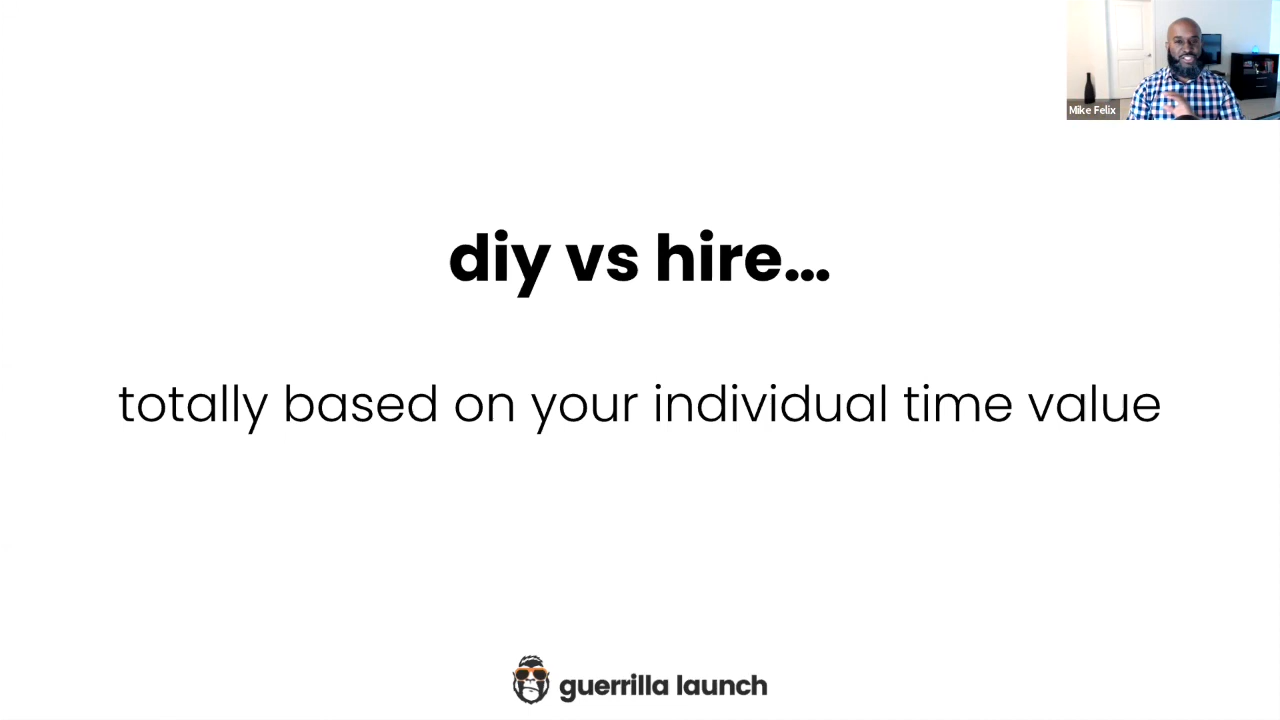 Mike Felix
diy vs hire...
totally based on your individual time value
guerrilla launch